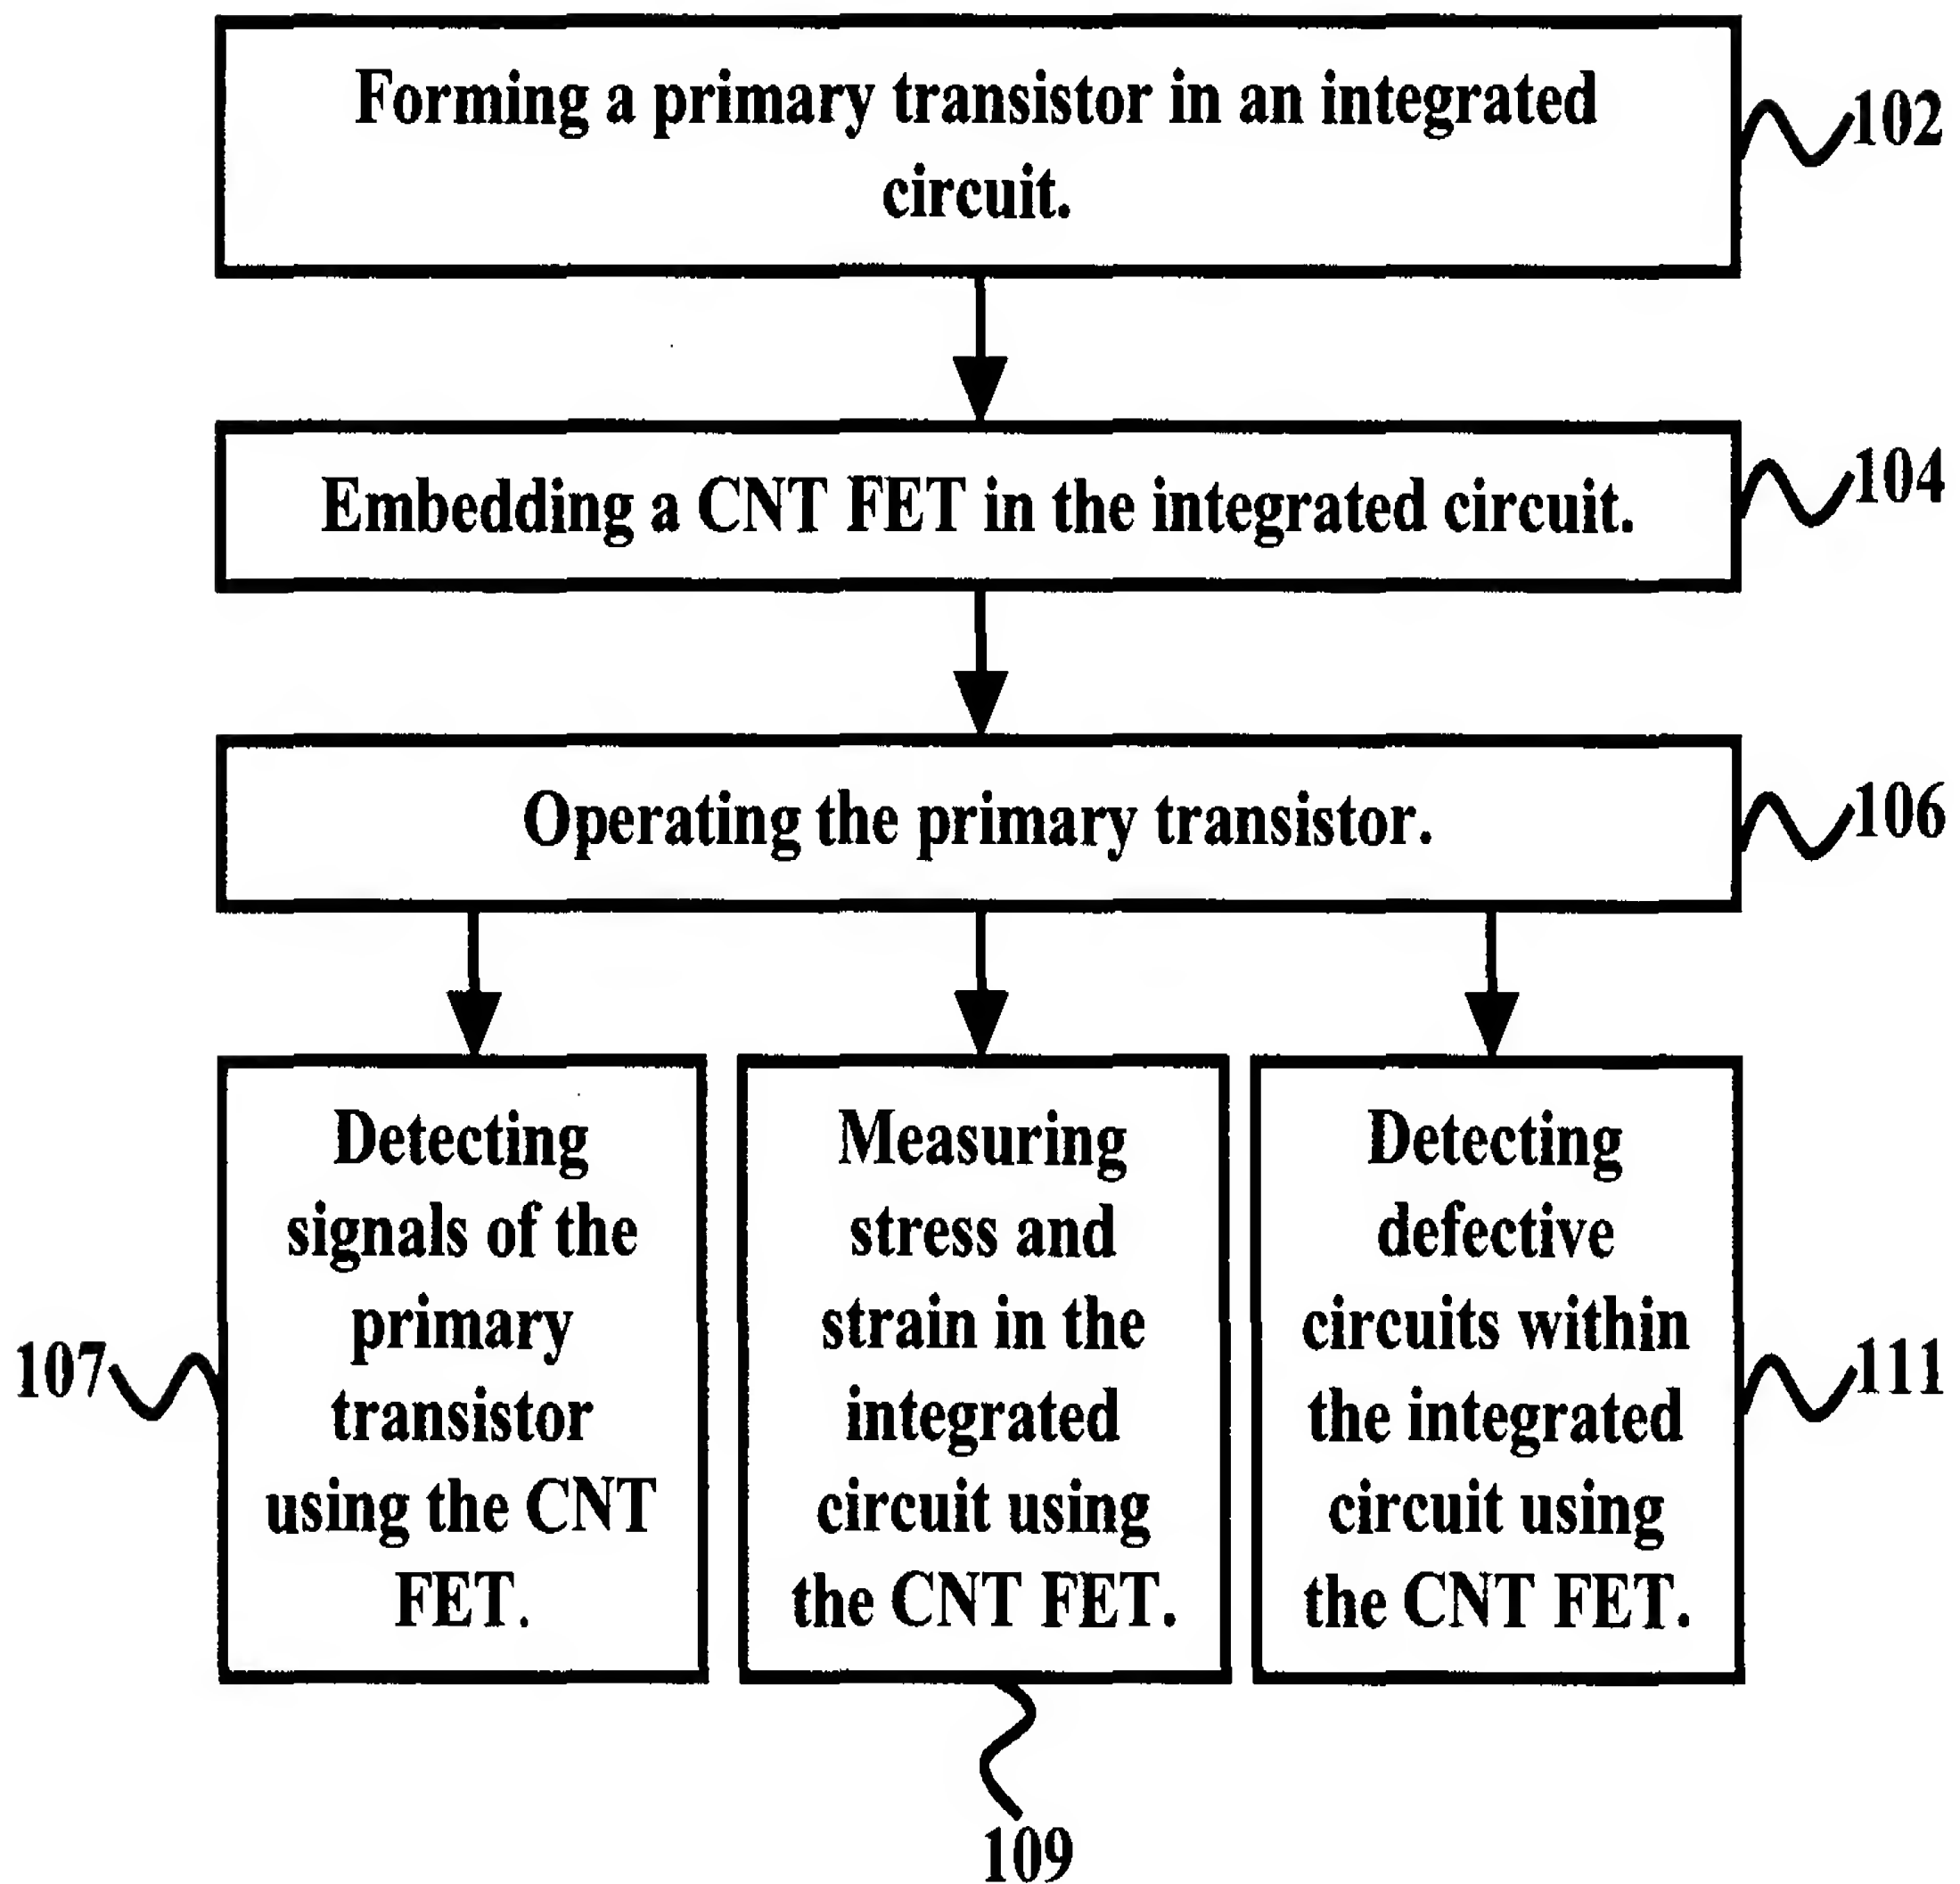 Forming a primary transistor in an integrated
circuit.
102
Embedding a CNT FET in the integrated circuit.
104
Operating the primary transistor.
106
Detecting
signals of the
primary
transistor
using the CNT
FET.
107
Measuring
stress and
strain in the
integrated
circuit using
the CNT FET.
109
Detecting
defective
circuits within
the integrated
circuit using
the CNT FET.
111